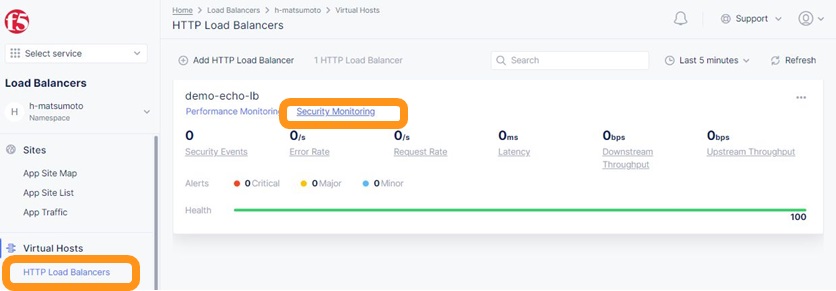 f5
Home > Load Balancers > h-matsumoto > Virtual Hosts
HTTP Load Balancers
Support
Select service
Add HTTP Load Balancer
1 HTTP Load Balancer
Search
Last 5 minutes
Refresh
Load Balancers
H
h-matsumoto
Namespace
Sites
App Site Map
App Site List
App Traffic
Virtual Hosts
HTTP Load Balancers
demo-echo-lb
Performance Monitorin
Security Monitoring
0
Security Events
0/s
Error Rate
0/s
Request Rate
0ms
Latency
0bps
Downstream
Throughput
0bps
Upstream Throughput
Alerts
0 Critical
0 Major
0 Minor
Health
100